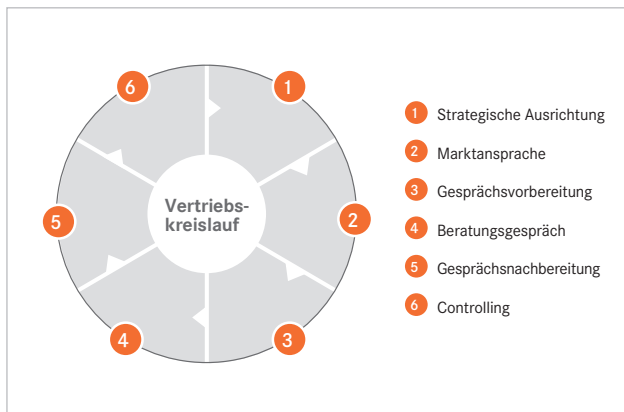 6
1
5
Vertriebs-
kreislauf
2
4
3
1 Strategische Ausrichtung
2 Marktansprache
3 Gesprächsvorbereitung
4 Beratungsgespräch
5 Gesprächsnachbereitung
6 Controlling